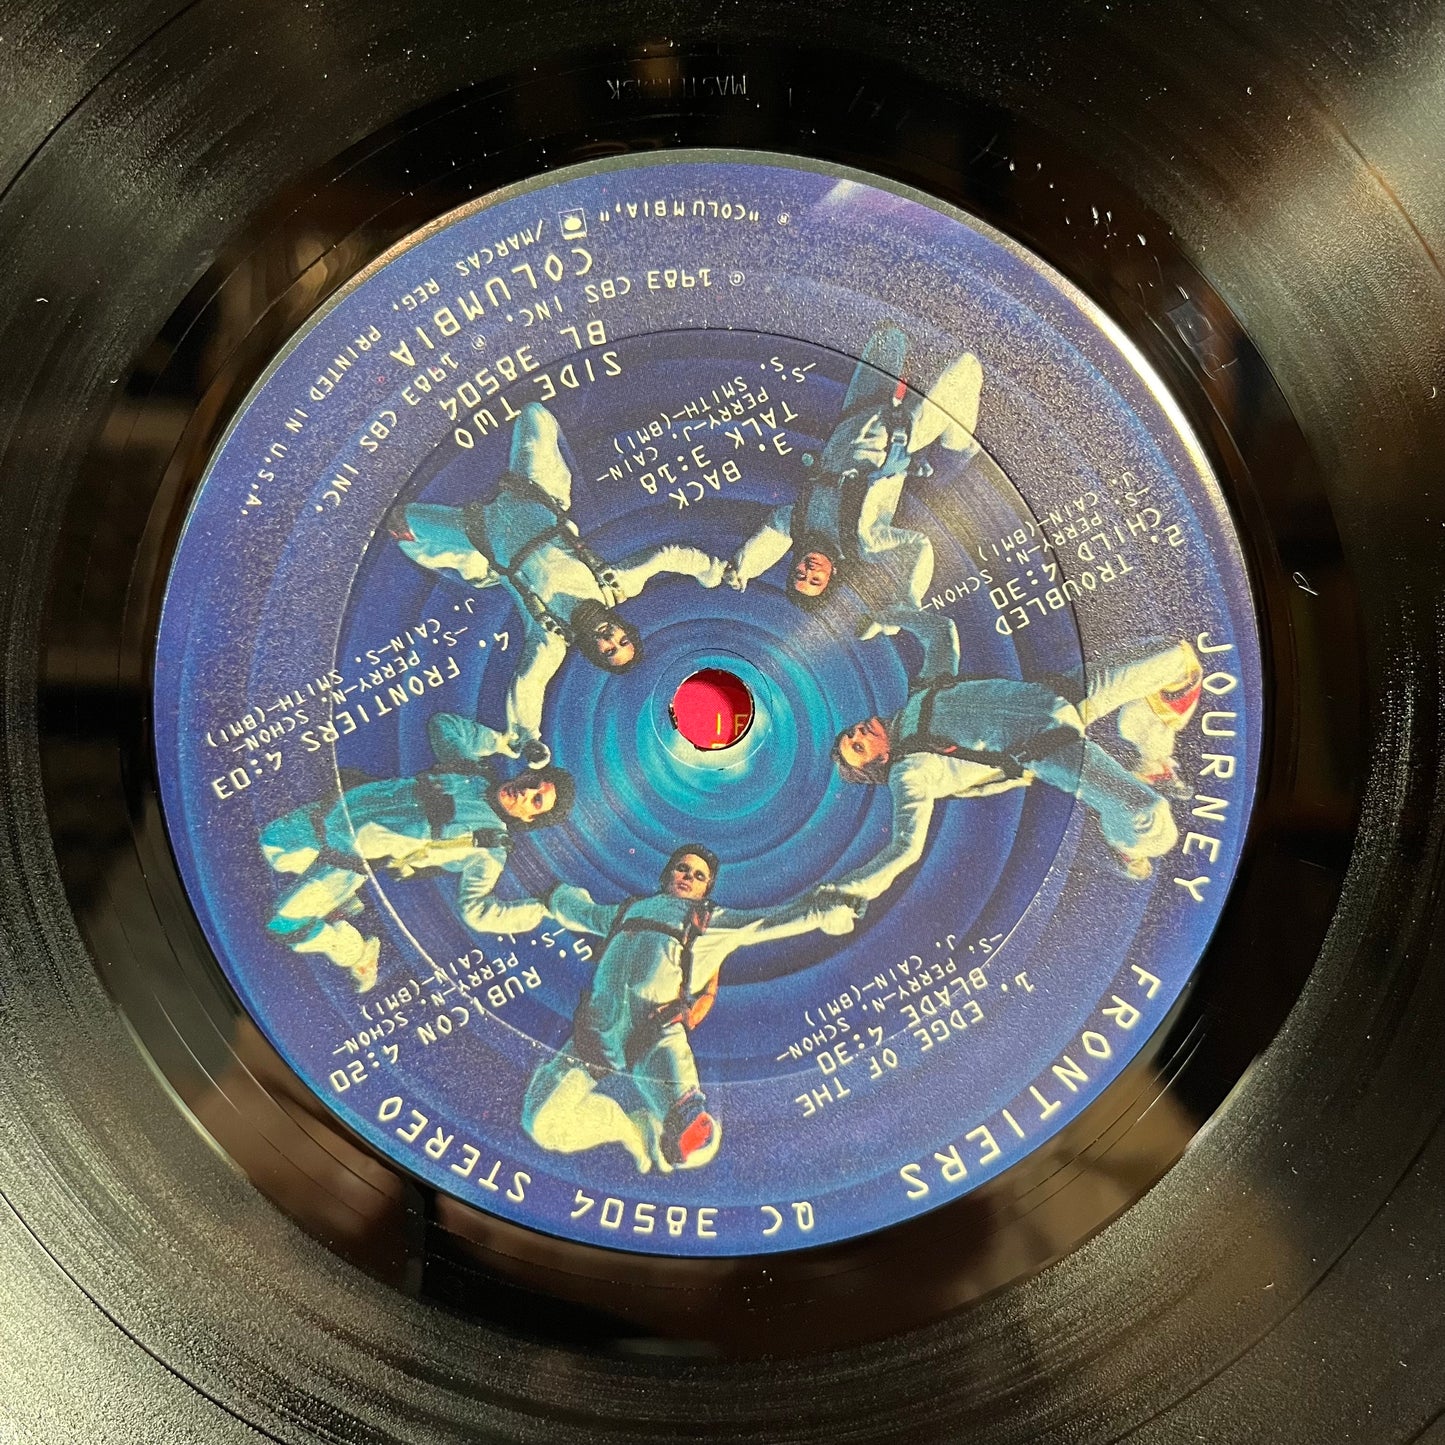 JOURNEY FRONTIERS QC 38504 STEREO
SIDE TWO
BL 38504
℗ 1983 CBS INC.
© 1983 CBS INC.
1. EDGE OF THE
BLADE 4:30
-S. PERRY-N. SCHON-
J. CAIN-(BMI)
2. TROUBLED
CHILD 4:30
-S. PERRY-N. SCHON-
J. CAIN-(BMI)
3. BACK
TALK 3:18
-S. PERRY-J. CAIN-
S. SMITH-(BMI)
4. FRONTIERS 4:03
-S. PERRY-N. SCHON-
J. CAIN-S. SMITH-(BMI)
5. RUBICON 4:20
-S. PERRY-N. SCHON-
J. CAIN-(BMI)
COLUMBIA
® "COLUMBIA,"
/MARCAS REG. PRINTED IN U.S.A.